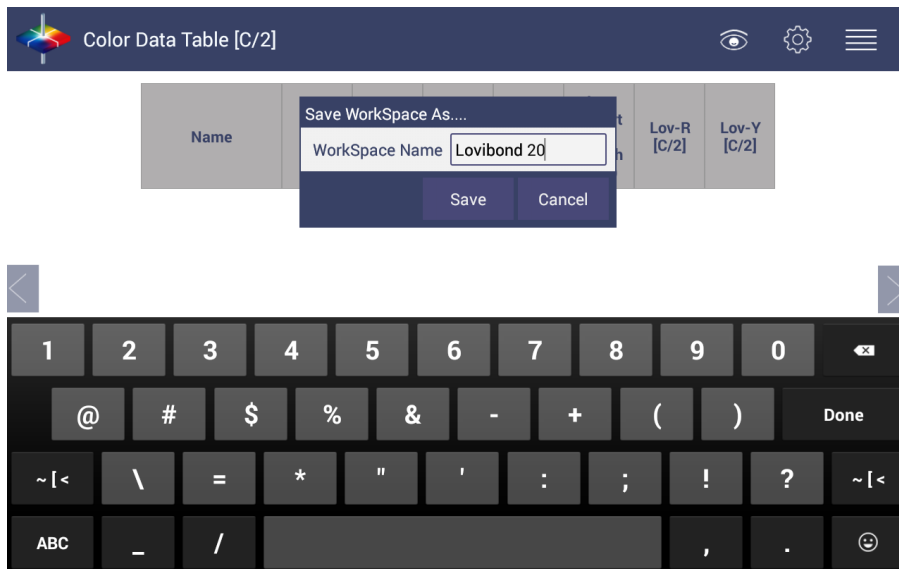 Color Data Table [C/2]
Save WorkSpace As....
WorkSpace Name Lovibond 20
Save Cancel
Name
Lov-R
[C/2]
Lov-Y
[C/2]
1 2 3 4 5 6 7 8 9 0
@ # $ % & - + ( ) Done
~ [ < \ = * " ' : ; ! ? ~ [ <
ABC _ / , .